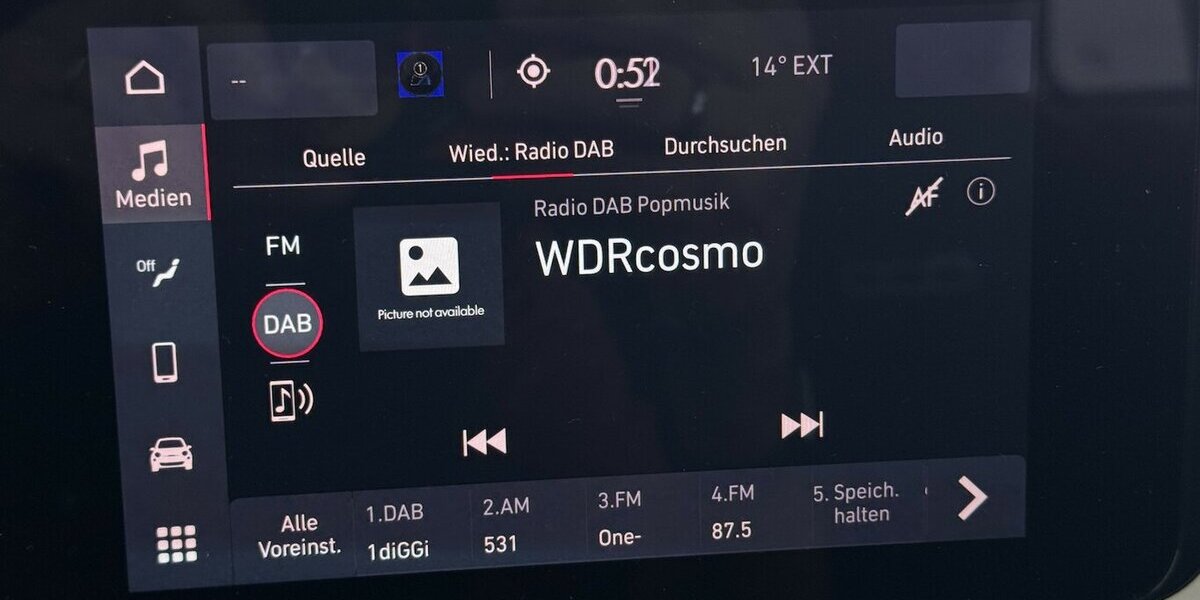 --
1
0:52
14° EXT
Quelle
Wied.: Radio DAB
Durchsuchen
Audio
Medien
Radio DAB Popmusik
AF
i
FM
WDRcosmo
Off
DAB
Picture not available
Alle
Voreinst.
1.DAB
1diGGi
2.AM
531
3.FM
One-
4.FM
87.5
5. Speich.
halten